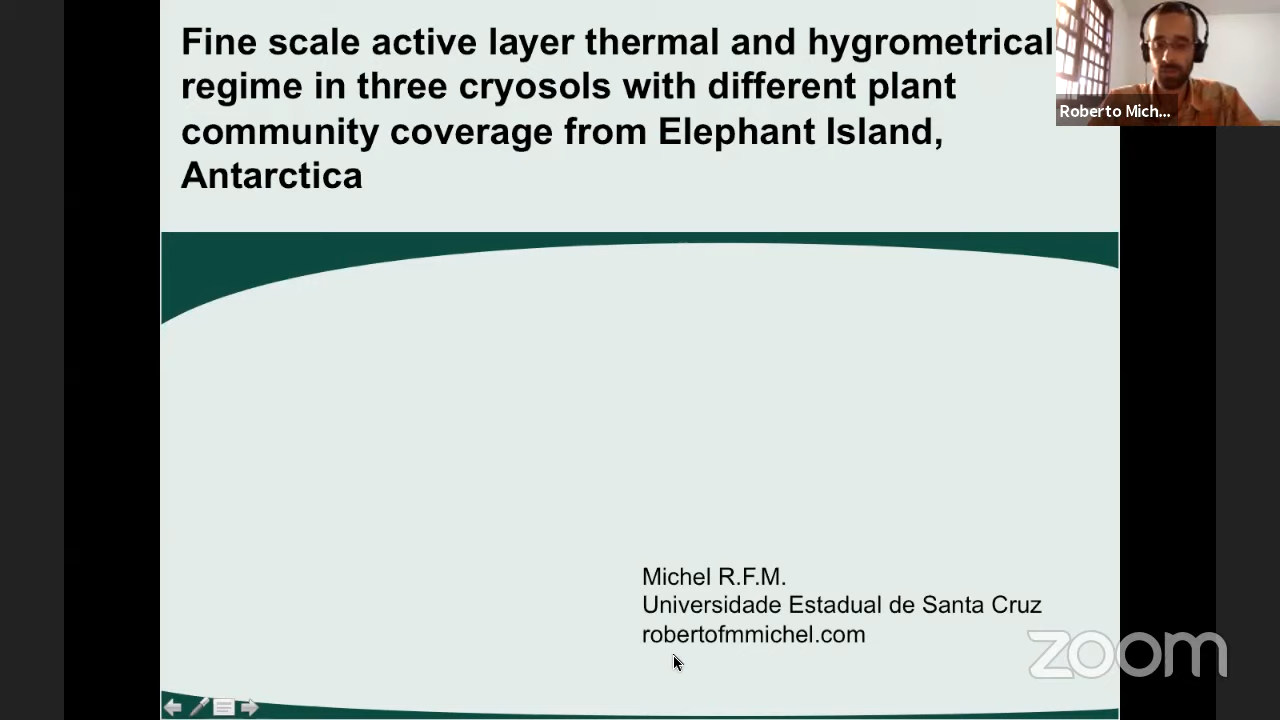 Fine scale active layer thermal and hygrometrical
regime in three cryosols with different plant
community coverage from Elephant Island,
Antarctica
Roberto Mich...
Michel R.F.M.
Universidade Estadual de Santa Cruz
robertofmmichel.com
zoom